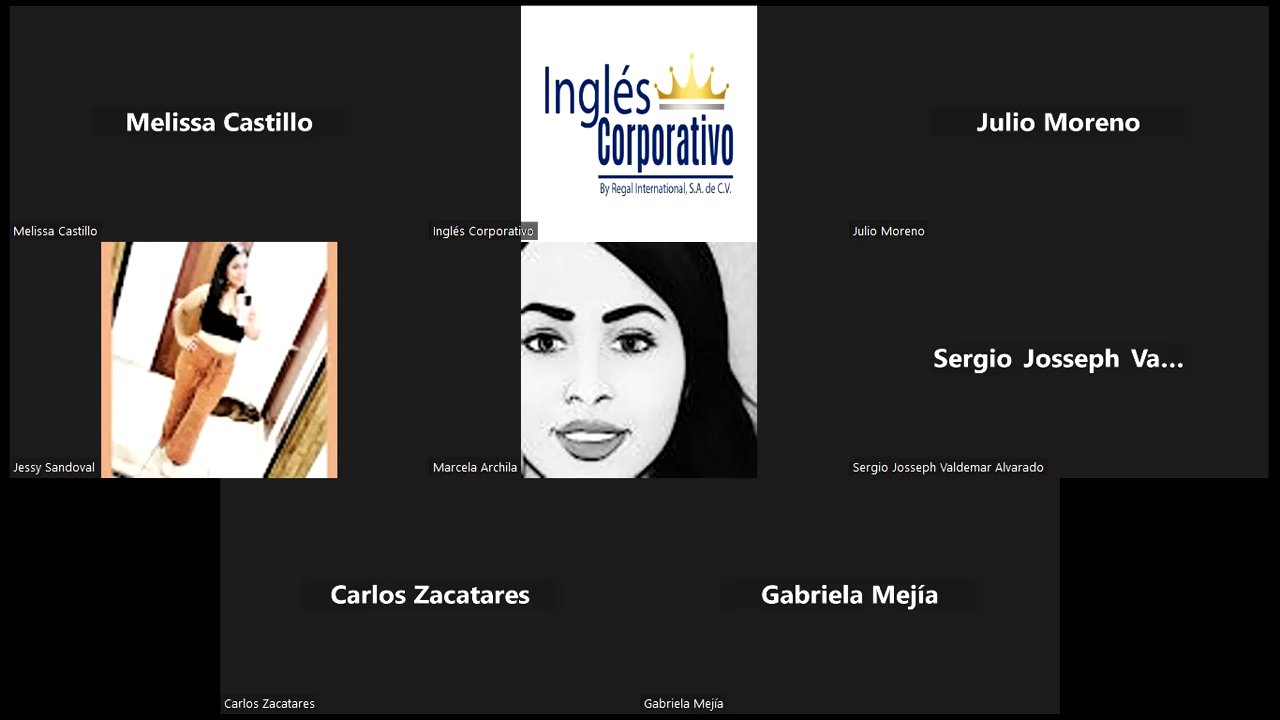 Melissa Castillo
Inglés
Corporativo
By Regal International, S.A. de C.V.
Julio Moreno
Melissa Castillo
Inglés Corporativo
Julio Moreno
Sergio Josseph Va...
Jessy Sandoval
Marcela Archila
Sergio Josseph Valdemar Alvarado
Carlos Zacatares
Gabriela Mejía
Carlos Zacatares
Gabriela Mejía